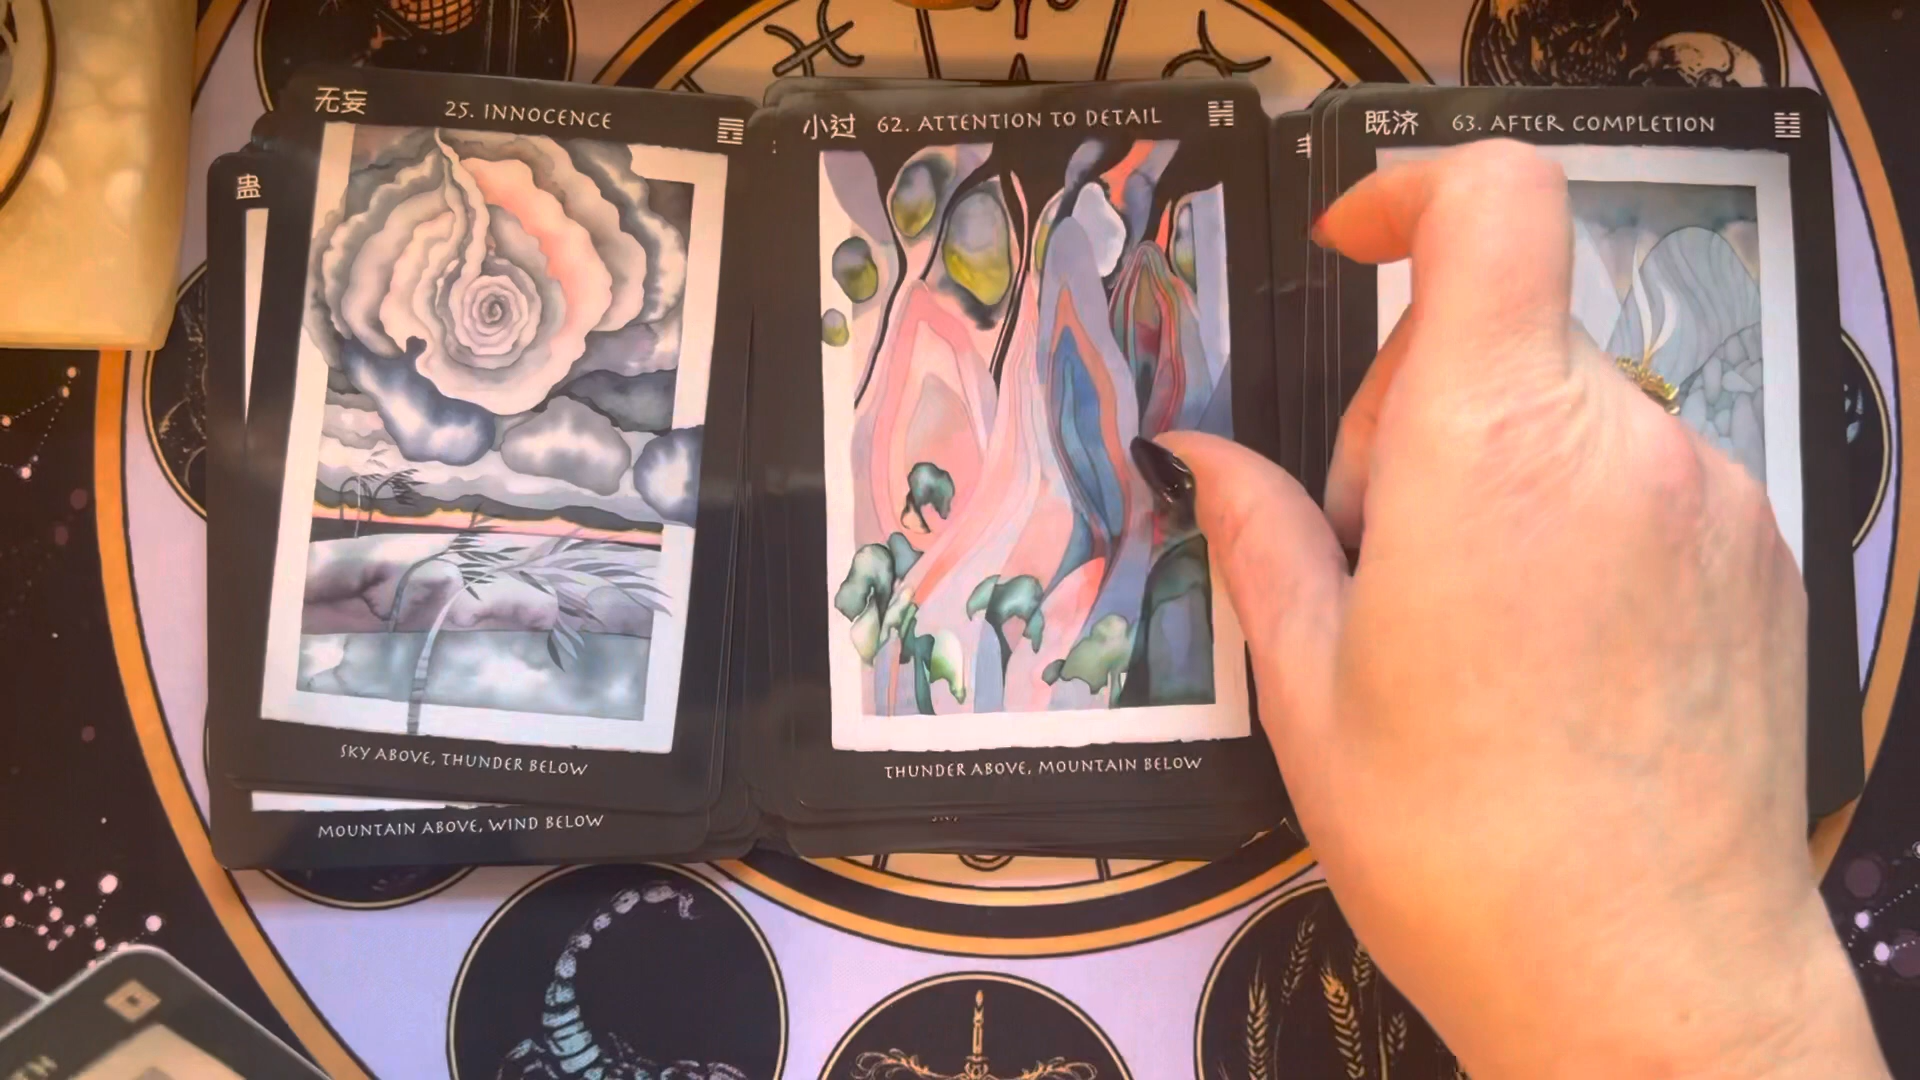 无妄
25. INNOCENCE
小过 62. ATTENTION TO DETAIL
既济 63. AFTER COMPLETION
蛊
SKY ABOVE, THUNDER BELOW
THUNDER ABOVE, MOUNTAIN BELOW
MOUNTAIN ABOVE, WIND BELOW